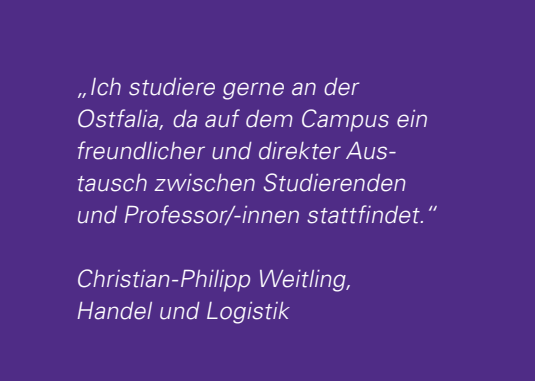 „Ich studiere gerne an der
Ostfalia, da auf dem Campus ein
freundlicher und direkter Aus-
tausch zwischen Studierenden
und Professor/-innen stattfindet.“
Christian-Philipp Weitling,
Handel und Logistik